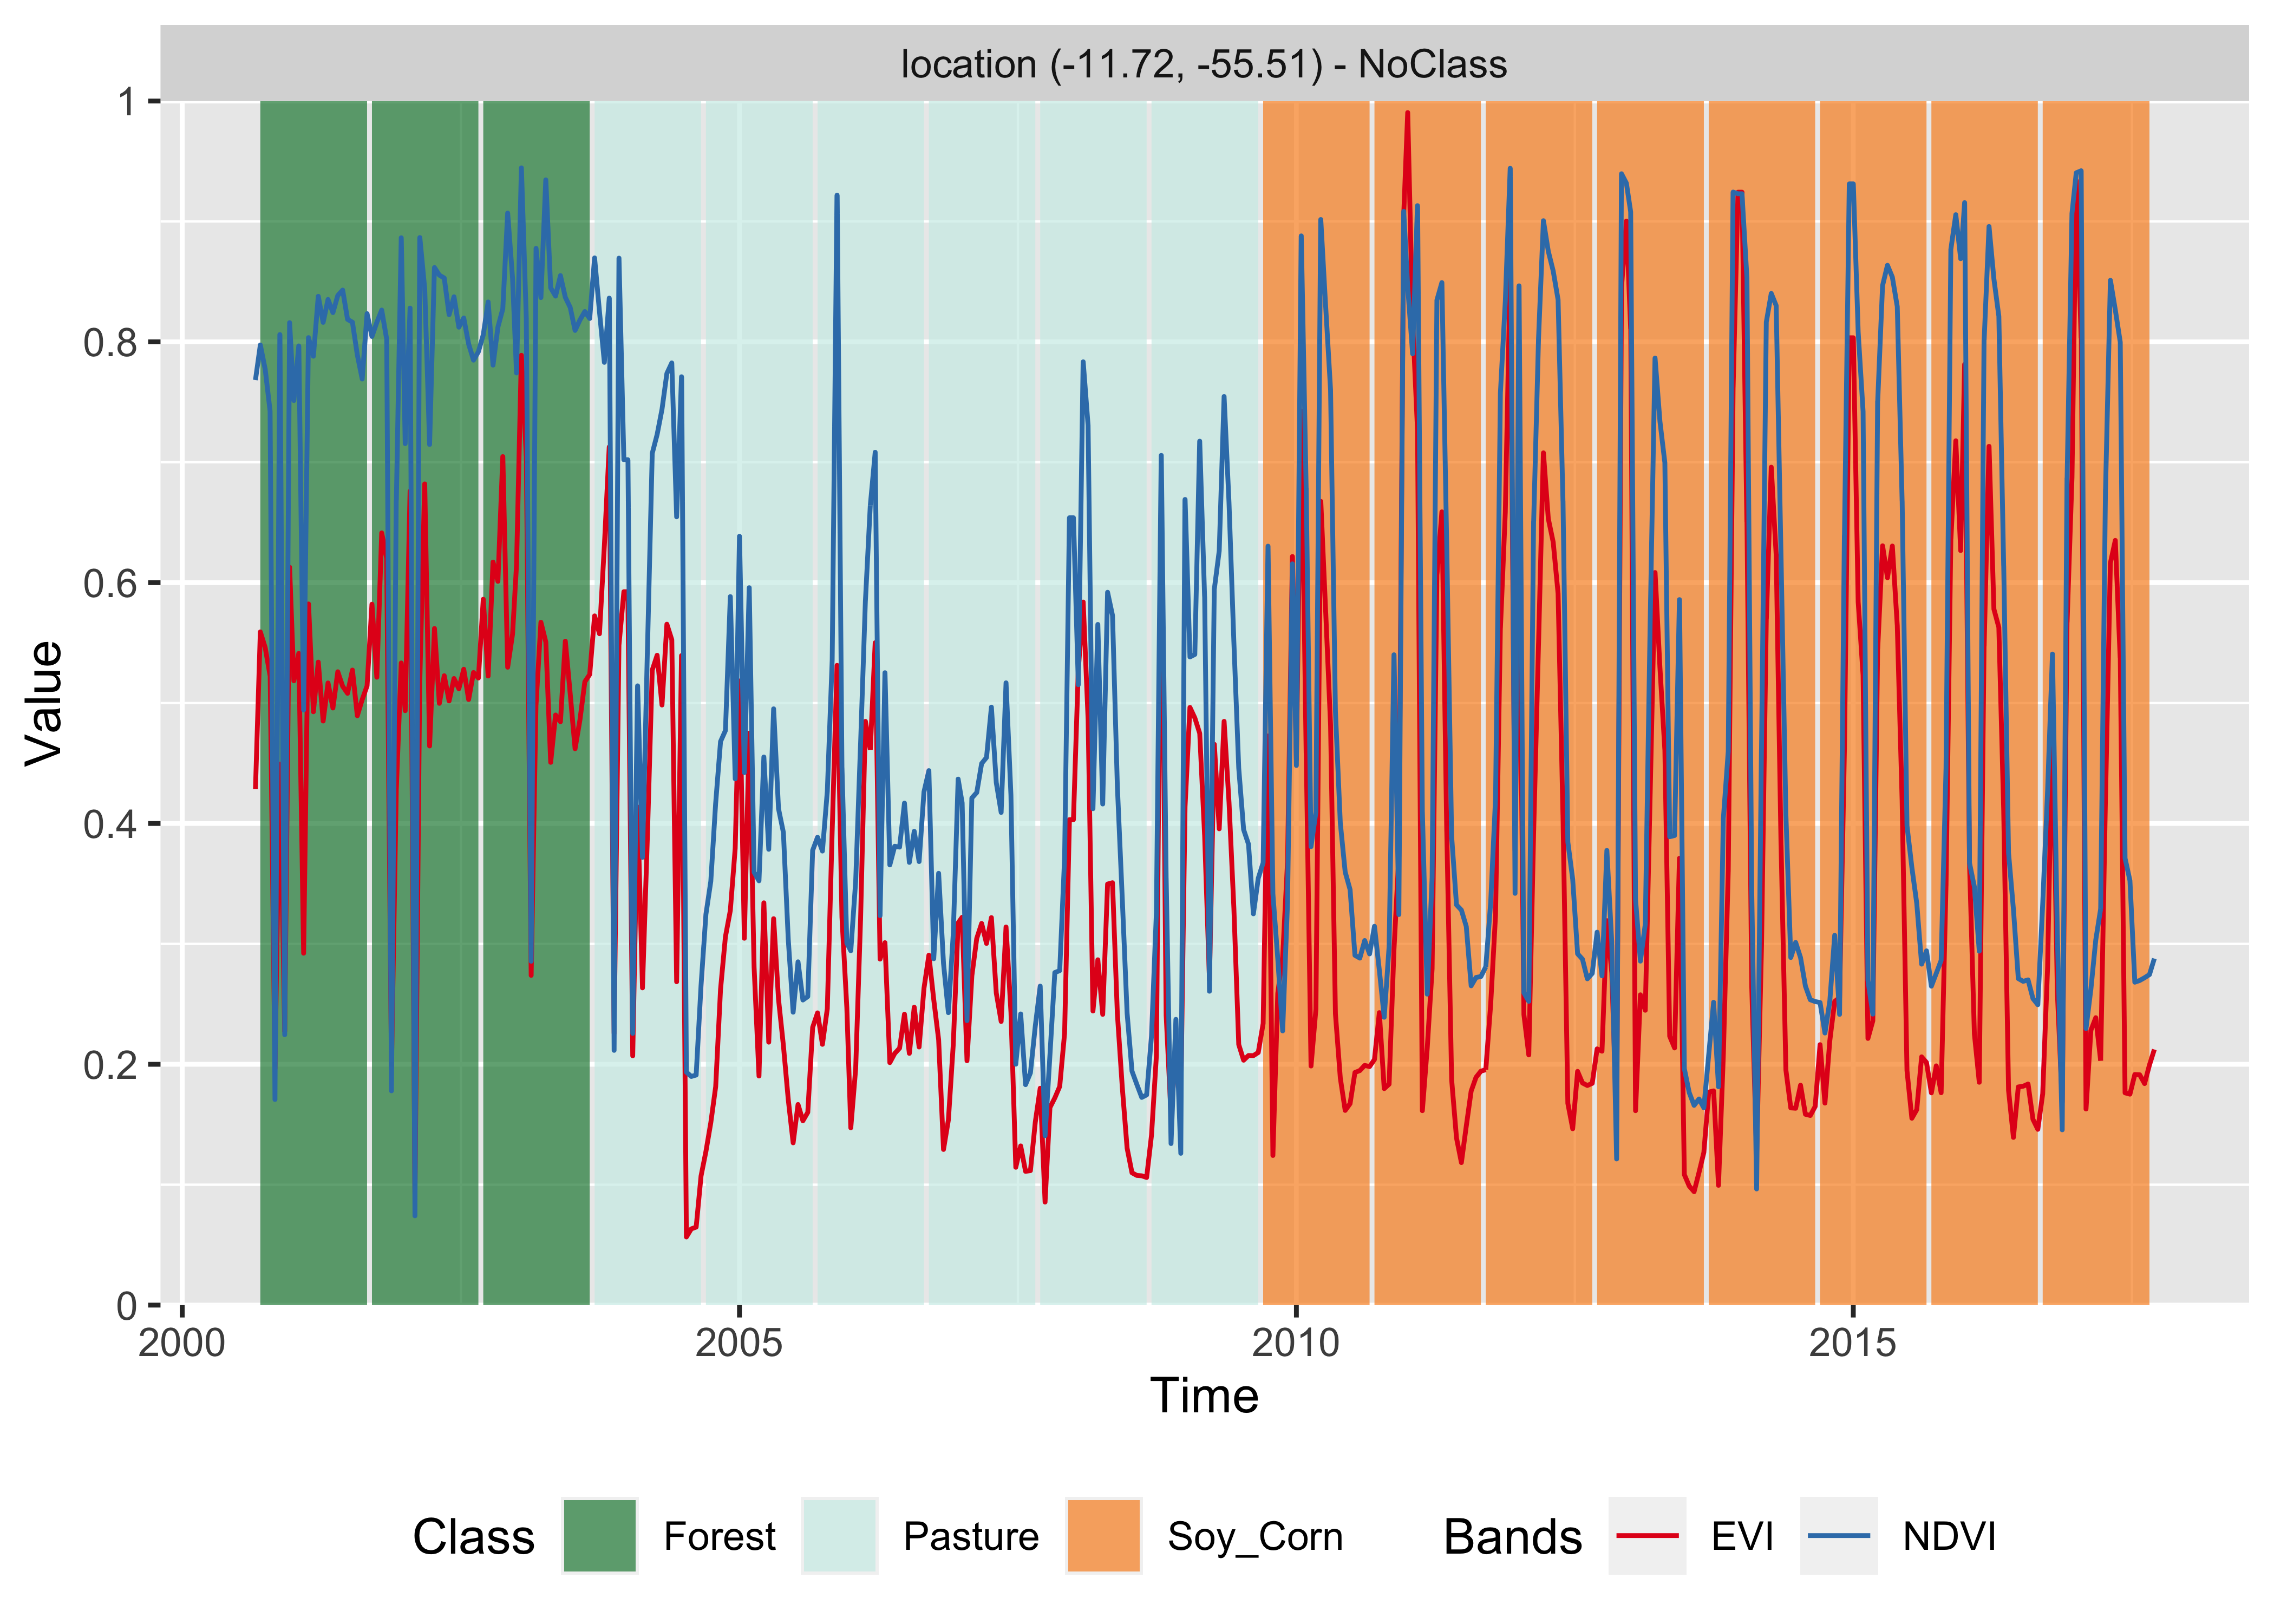 location (-11.72, -55.51) - NoClass
1
0.8
0.6
0.4
0.2
0
Value
2000 2005 2010 2015
Time
Class Forest Pasture Soy_Corn Bands EVI NDVI